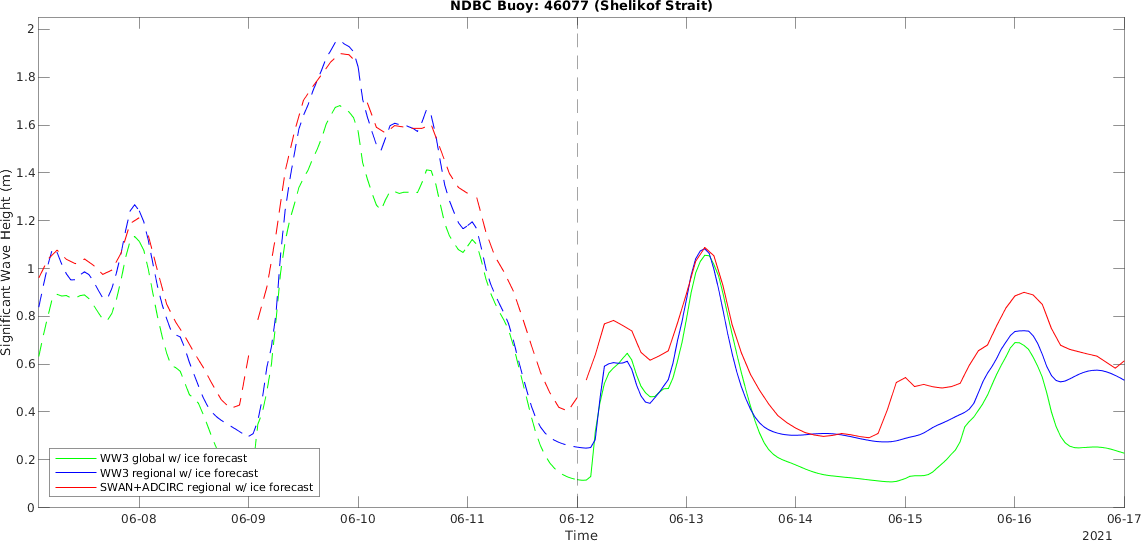 NDBC Buoy: 46077 (Shelikof Strait)
Significant Wave Height (m)
2
1.8
1.6
1.4
1.2
1
0.8
0.6
0.4
0.2
0
WW3 global w/ ice forecast
WW3 regional w/ ice forecast
SWAN+ADCIRC regional w/ ice forecast
06-08 06-09 06-10 06-11 06-12 06-13 06-14 06-15 06-16 06-17
Time
2021